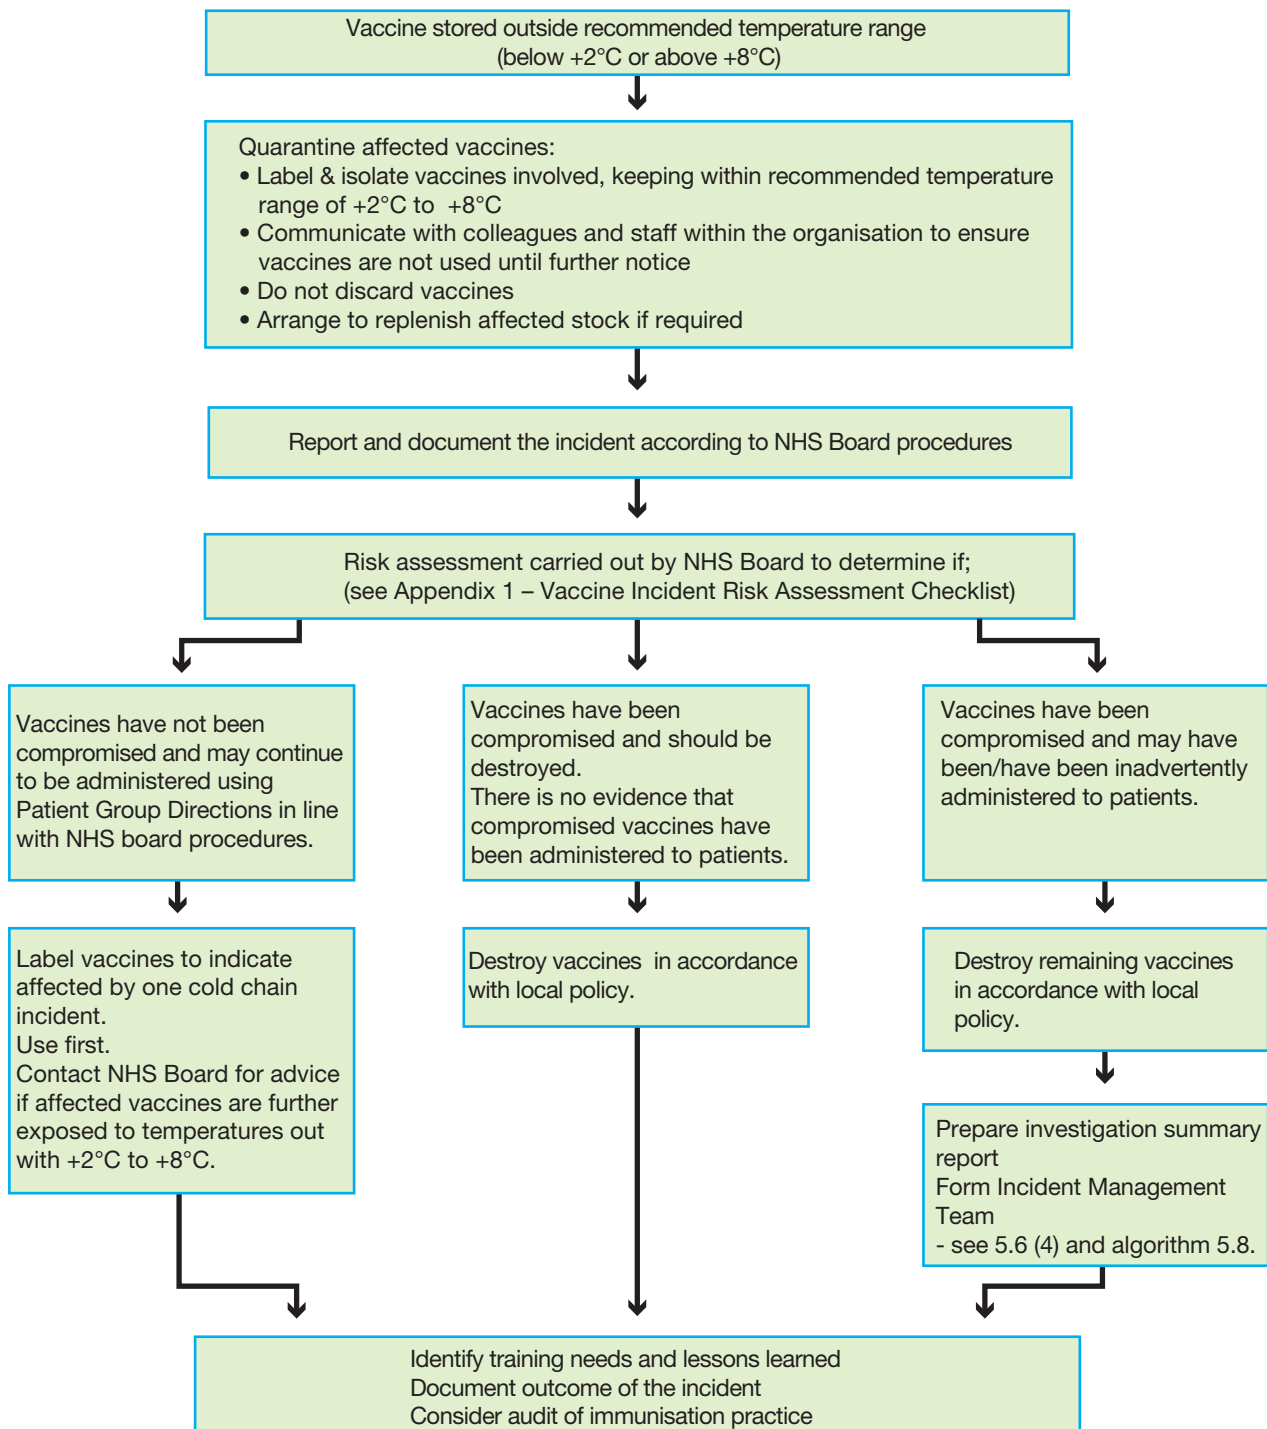 Vaccine stored outside recommended temperature range
(below +2°C or above +8°C)
Quarantine affected vaccines:
• Label & isolate vaccines involved, keeping within recommended temperature
range of +2°C to +8°C
• Communicate with colleagues and staff within the organisation to ensure
vaccines are not used until further notice
• Do not discard vaccines
• Arrange to replenish affected stock if required
Report and document the incident according to NHS Board procedures
Risk assessment carried out by NHS Board to determine if;
(see Appendix 1 – Vaccine Incident Risk Assessment Checklist)
Vaccines have not been
compromised and may continue
to be administered using
Patient Group Directions in line
with NHS board procedures.
Vaccines have been
compromised and should be
destroyed.
There is no evidence that
compromised vaccines have
been administered to patients.
Vaccines have been
compromised and may have
been/have been inadvertently
administered to patients.
Label vaccines to indicate
affected by one cold chain
incident.
Use first.
Contact NHS Board for advice
if affected vaccines are further
exposed to temperatures out
with +2°C to +8°C.
Destroy vaccines in accordance
with local policy.
Destroy remaining vaccines
in accordance with local
policy.
Prepare investigation summary
report
Form Incident Management
Team
- see 5.6 (4) and algorithm 5.8.
Identify training needs and lessons learned
Document outcome of the incident
Consider audit of immunisation practice